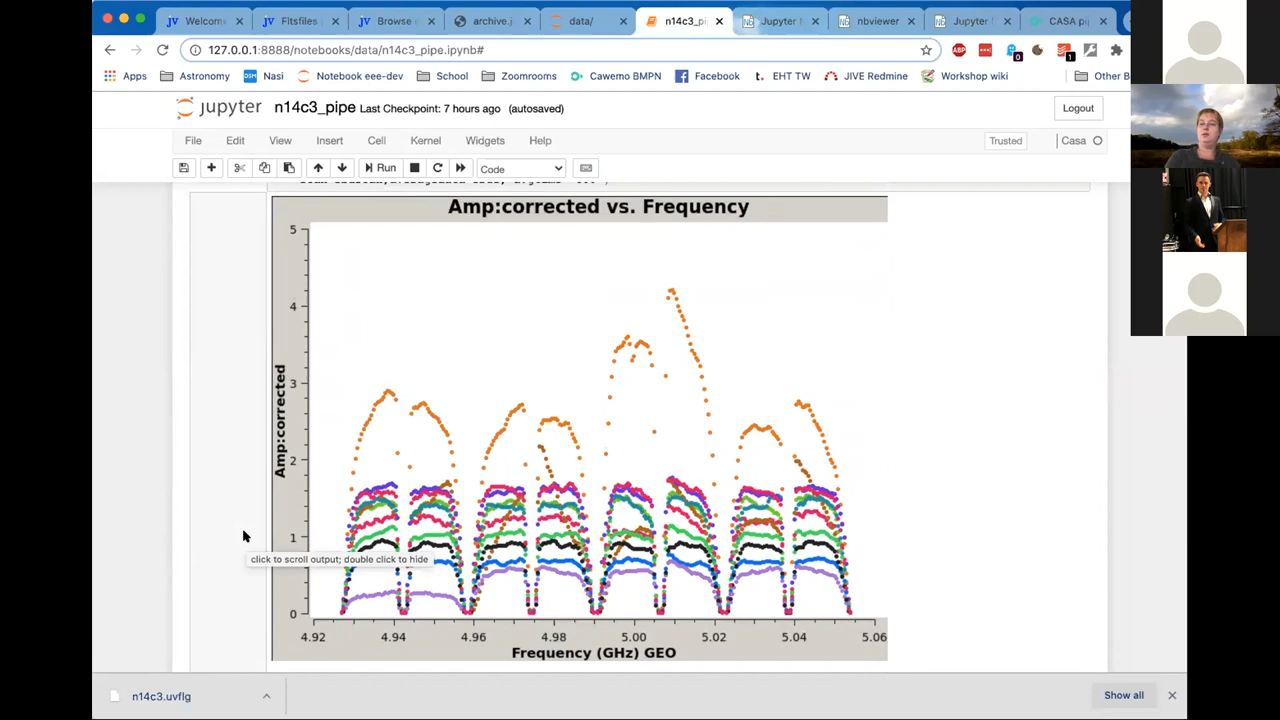 Welcom
Fitsfiles
Browse
archive.j
data/
n14c3_pi
Jupyter
nbviewer
Jupyter
CASA pi
127.0.0.1:8888/notebooks/data/n14c3_pipe.ipynb#
ABP
0
1
Apps
Astronomy
Nasi
Notebook eee-dev
School
Zoomrooms
Cawemo BMPN
Facebook
t. EHT TW
JIVE Redmine
Workshop wiki
Other B
jupyter n14c3_pipe Last Checkpoint: 7 hours ago (autosaved)
Logout
File Edit View Insert Cell Kernel Widgets Help
Trusted
Casa
Run
Code
Amp:corrected vs. Frequency
5
4
3
2
1
0
Amp:corrected
click to scroll output; double click to hide
4.92 4.94 4.96 4.98 5.00 5.02 5.04 5.06
Frequency (GHz) GEO
n14c3.uvflg
Show all